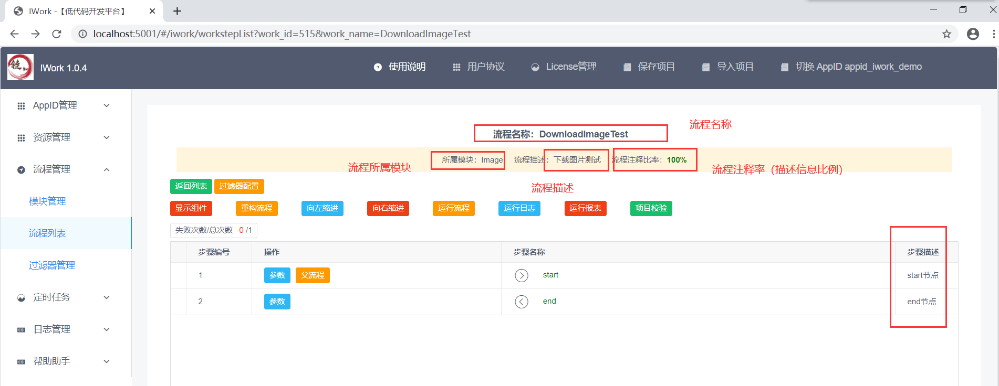 IWork -【低代码开发平台】
localhost:5001/#/iwork/workstepList?work_id=515&work_name=DownloadImageTest
IWork 1.0.4
使用说明 用户协议 License管理 保存项目 导入项目 切换 AppID appid_iwork_demo
AppID管理
资源管理
流程管理
模块管理
流程列表
过滤器管理
定时任务
日志管理
帮助助手
流程名称
流程名称：DownloadImageTest
所属模块：Image 流程描述：下载图片测试 流程注释比率：100%
流程所属模块
流程注释率（描述信息比例）
流程描述
返回列表 过滤器配置
显示组件 重构流程 向左缩进 向右缩进 运行流程 运行日志 运行报表 项目校验
失败次数/总次数 0 /1
步骤编号 操作 步骤名称 步骤描述
1 参数 父流程 start start节点
2 参数 end end节点